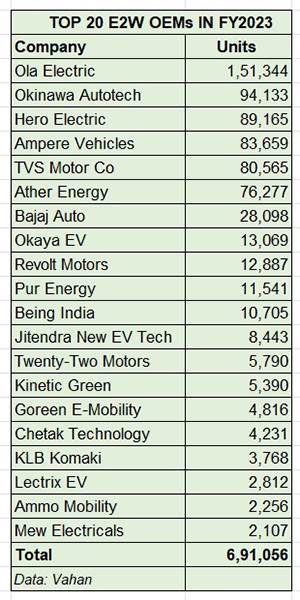 TOP 20 E2W OEMs IN FY2023
Company Units
Ola Electric 1,51,344
Okinawa Autotech 94,133
Hero Electric 89,165
Ampere Vehicles 83,659
TVS Motor Co 80,565
Ather Energy 76,277
Bajaj Auto 28,098
Okaya EV 13,069
Revolt Motors 12,887
Pur Energy 11,541
Being India 10,705
Jitendra New EV Tech 8,443
Twenty-Two Motors 5,790
Kinetic Green 5,390
Goreen E-Mobility 4,816
Chetak Technology 4,231
KLB Komaki 3,768
Lectrix EV 2,812
Ammo Mobility 2,256
Mew Electricals 2,107
Total 6,91,056
Data: Vahan